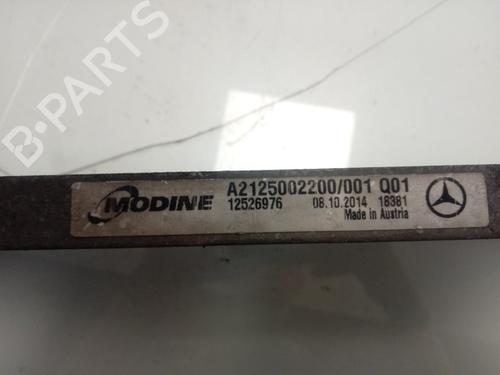 B-PARTS
MODINE
A2125002200/001 Q01
12526976 08.10.2014 18381
Made in Austria